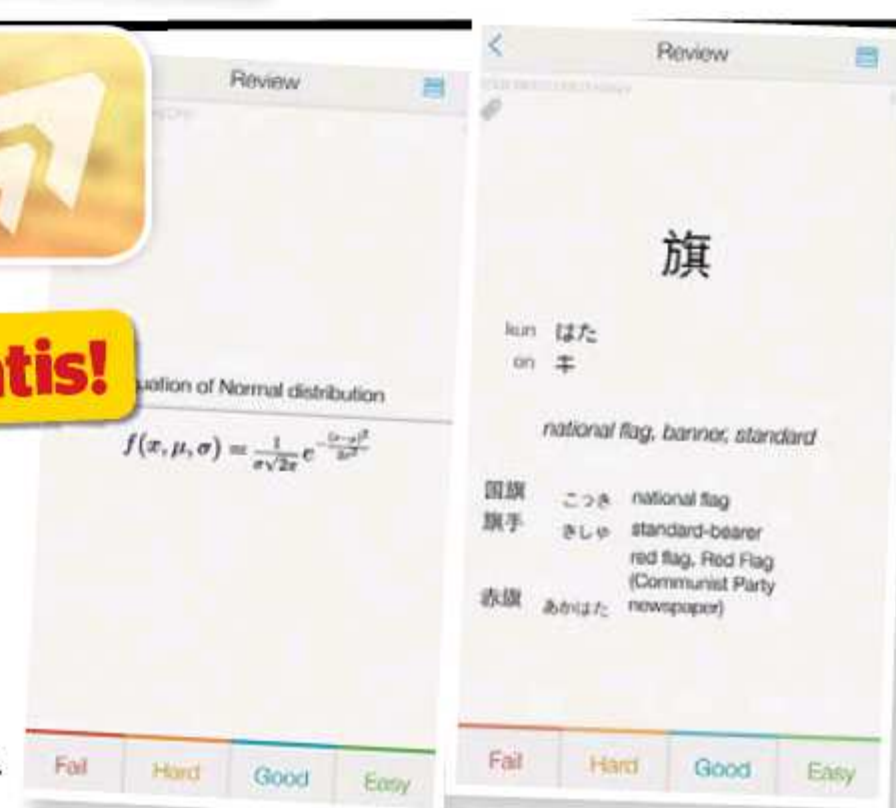 Review
uation of Normal distribution
f(x, μ, σ) = 1/(σ√2π) e^(-(x-μ)²/2σ²)
Fail Hard Good Easy
tis!
Review
旗
kun はた
on キ
national flag, banner, standard
国旗 こっき national flag
旗手 きしゅ standard-bearer
red flag, Red Flag
(Communist Party
赤旗 あかはた newspaper)
Fail Hard Good Easy